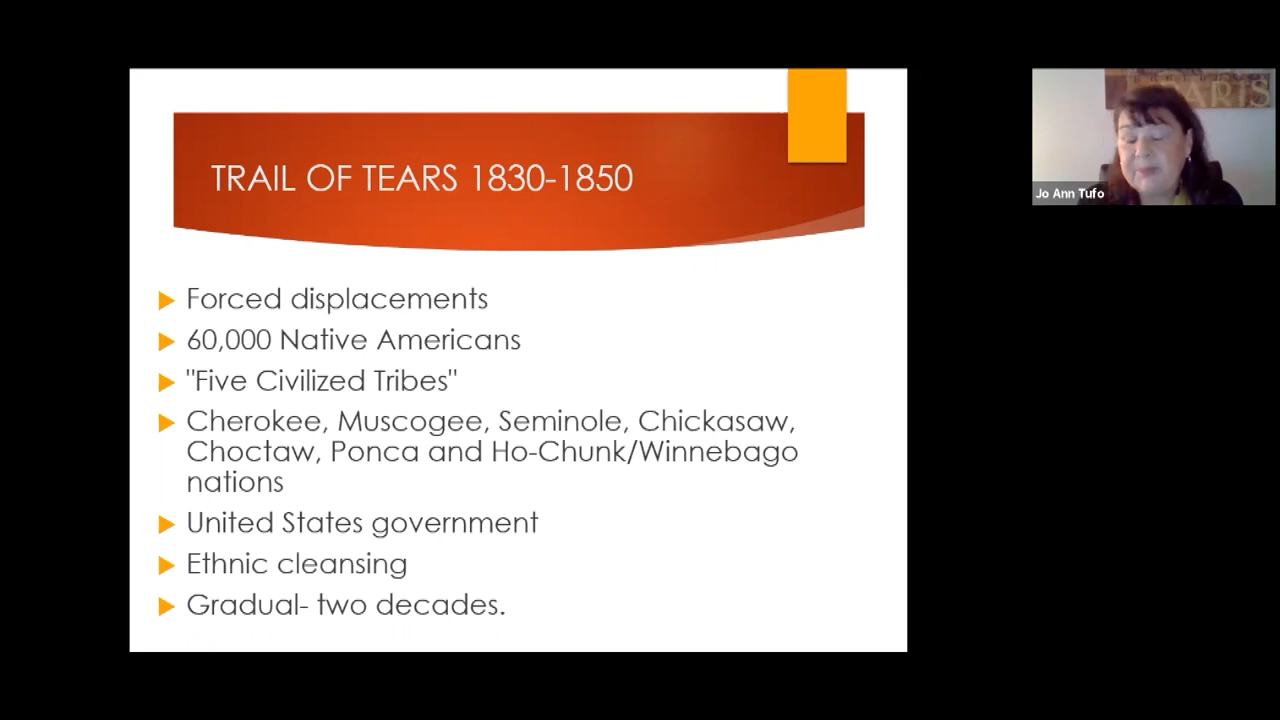 TRAIL OF TEARS 1830-1850
Forced displacements
60,000 Native Americans
"Five Civilized Tribes"
Cherokee, Muscogee, Seminole, Chickasaw,
Choctaw, Ponca and Ho-Chunk/Winnebago
nations
United States government
Ethnic cleansing
Gradual- two decades.
PARIS
Jo Ann Tufo